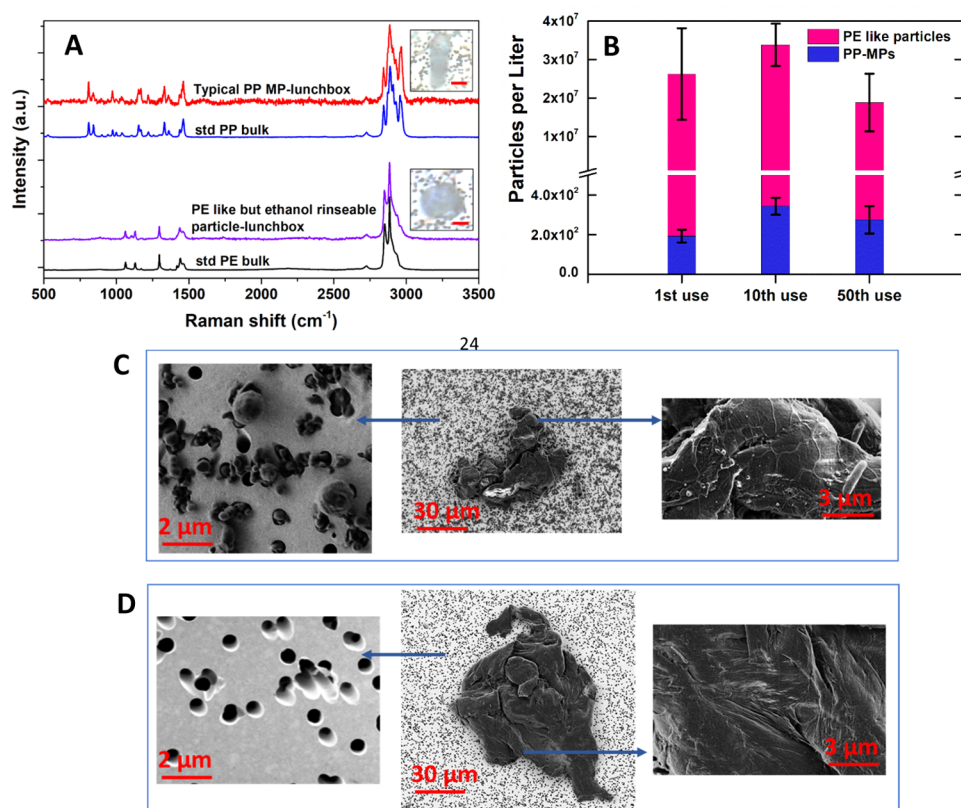 A
Intensity (a.u.)
Typical PP MP-lunchbox
std PP bulk
PE like but ethanol rinseable
particle-lunchbox
std PE bulk
500 1000 1500 2000 2500 3000 3500
Raman shift (cm⁻¹)
B
Particles per Liter
PE like particles
PP-MPs
4x10⁷
3x10⁷
2x10⁷
1x10⁷
4.0x10²
2.0x10²
0.0
1st use 10th use 50th use
24
C
2 μm
30 μm
3 μm
D
2 μm
30 μm
3 μm